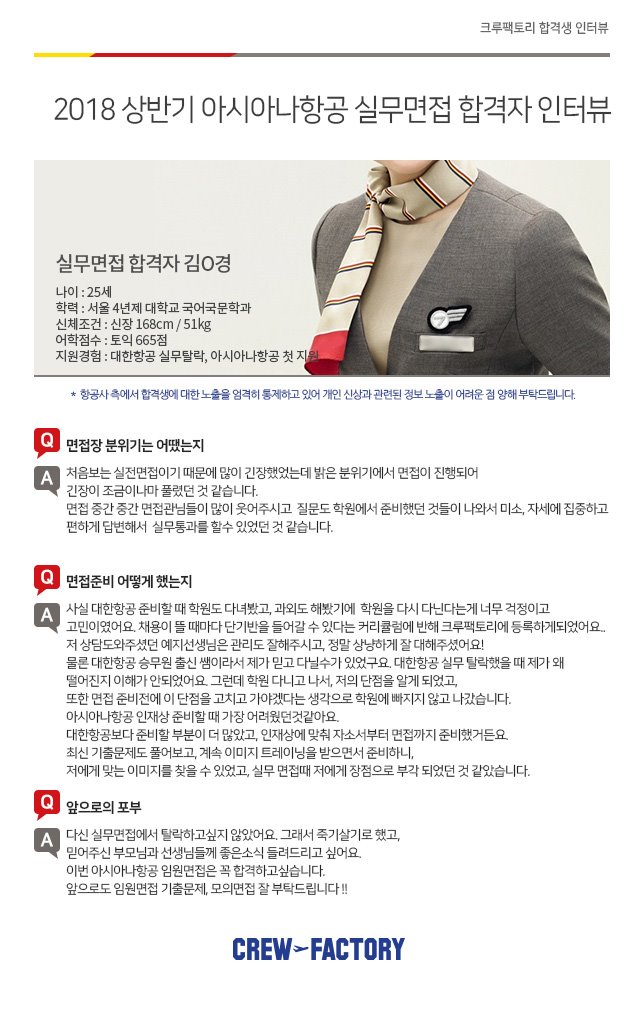 크루팩토리 합격생 인터뷰
2018 상반기 아시아나항공 실무면접 합격자 인터뷰
실무면접 합격자 김O경
나이 : 25세
학력 : 서울 4년제 대학교 국어국문학과
신체조건 : 신장 168cm / 51kg
어학점수 : 토익 665점
지원경험 : 대한항공 실무탈락, 아시아나항공 첫 지원
* 항공사 측에서 합격생에 대한 노출을 엄격히 통제하고 있어 개인 신상과 관련된 정보 노출이 어려운 점 양해 부탁드립니다.
Q 면접장 분위기는 어땠는지
A 처음보는 실전면접이기 때문에 많이 긴장했었는데 밝은 분위기에서 면접이 진행되어
긴장이 조금이나마 풀렸던 것 같습니다.
면접 중간 중간 면접관님들이 많이 웃어주시고 질문도 학원에서 준비했던 것들이 나와서 미소, 자세에 집중하고
편하게 답변해서 실무통과를 할수 있었던 것 같습니다.
Q 면접준비 어떻게 했는지
A 사실 대한항공 준비할 때 학원도 다녀봤고, 과외도 해봤기에 학원을 다시 다닌다는게 너무 걱정이고
고민이였어요. 채용이 뜰 때마다 단기반을 들어갈 수 있다는 커리큘럼에 반해 크루팩토리에 등록하게되었어요..
저 상담도와주셨던 예지선생님은 관리도 잘해주시고, 정말 상냥하게 잘 대해주셨어요!
물론 대한항공 승무원 출신 쌤이라서 제가 믿고 다닐수가 있었구요. 대한항공 실무 탈락했을 때 제가 왜
떨어진지 이해가 안되었어요. 그런데 학원 다니고 나서, 저의 단점을 알게 되었고,
또한 면접 준비전에 이 단점을 고치고 가야겠다는 생각으로 학원에 빠지지 않고 나갔습니다.
아시아나항공 인재상 준비할 때 가장 어려웠던것같아요.
대한항공보다 준비할 부분이 더 많았고, 인재상에 맞춰 자소서부터 면접까지 준비했거든요.
최신 기출문제도 풀어보고, 계속 이미지 트레이닝을 받으면서 준비하니,
저에게 맞는 이미지를 찾을 수 있었고, 실무 면접때 저에게 장점으로 부각 되었던 것 같았습니다.
Q 앞으로의 포부
A 다신 실무면접에서 탈락하고싶지 않았어요. 그래서 죽기살기로 했고,
믿어주신 부모님과 선생님들께 좋은소식 들려드리고 싶어요.
이번 아시아나항공 임원면접은 꼭 합격하고싶습니다.
앞으로도 임원면접 기출문제, 모의면접 잘 부탁드립니다 !!
CREW FACTORY